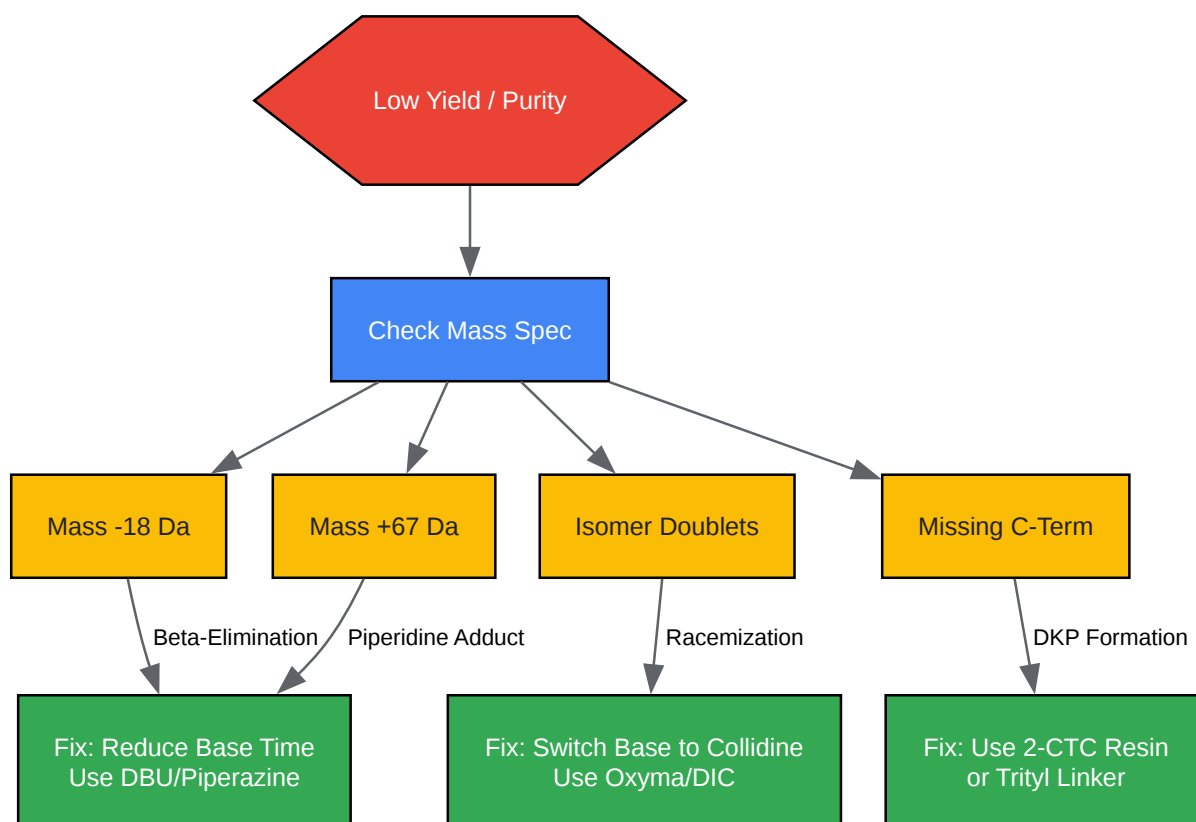 Low Yield / Purity
Check Mass Spec
Mass -18 Da
Mass +67 Da
Isomer Doublets
Missing C-Term
Beta-Elimination
Piperidine Adduct
Racemization
DKP Formation
Fix: Reduce Base Time
Use DBU/Piperazine
Fix: Switch Base to Collidine
Use Oxyma/DIC
Fix: Use 2-CTC Resin
or Trityl Linker